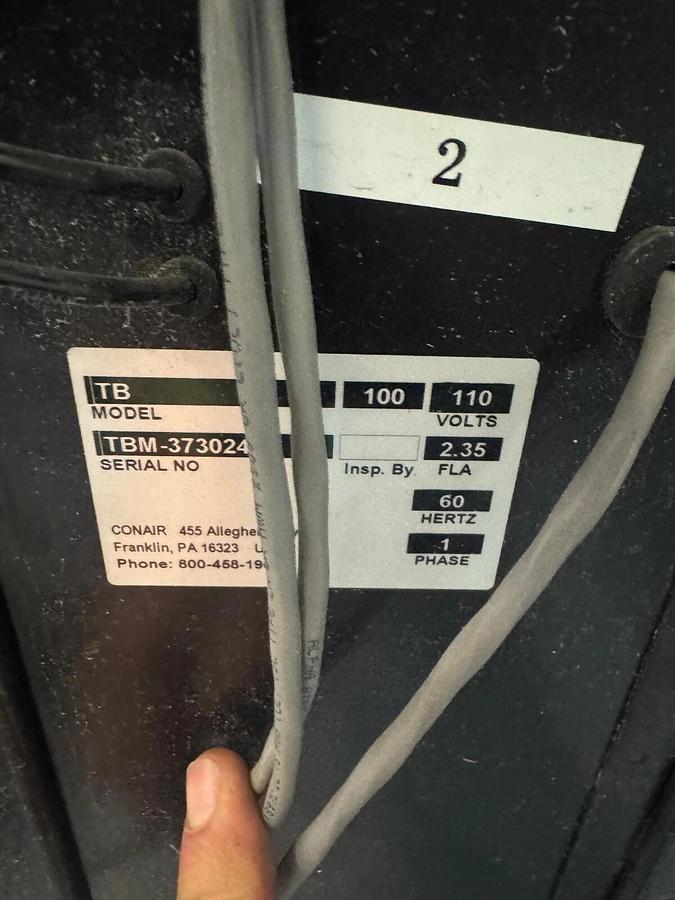 2
TB 100 110
MODEL VOLTS
TBM-373024 2.35
SERIAL NO Insp. By FLA
60
HERTZ
CONAIR 455
Franklin, PA 16323 1
Phone: 800-458-19 PHASE
ALPHA